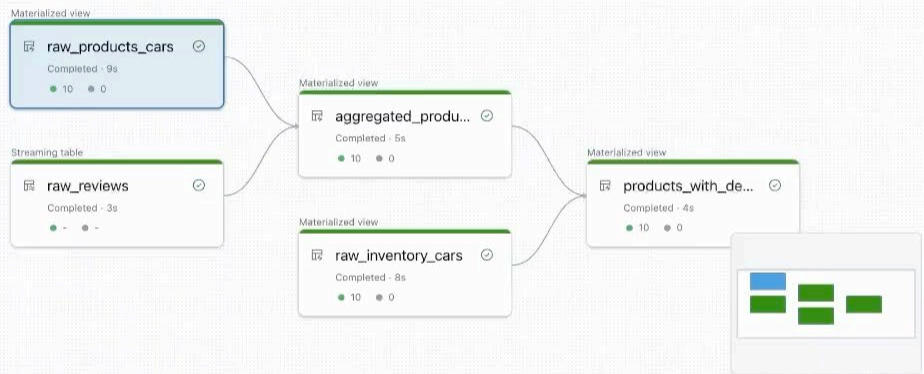 Materialized view
raw_products_cars
Completed · 9s
10 0
Streaming table
raw_reviews
Completed · 3s
- -
Materialized view
aggregated_produ...
Completed · 5s
10 0
Materialized view
raw_inventory_cars
Completed · 8s
10 0
Materialized view
products_with_de...
Completed · 4s
10 0